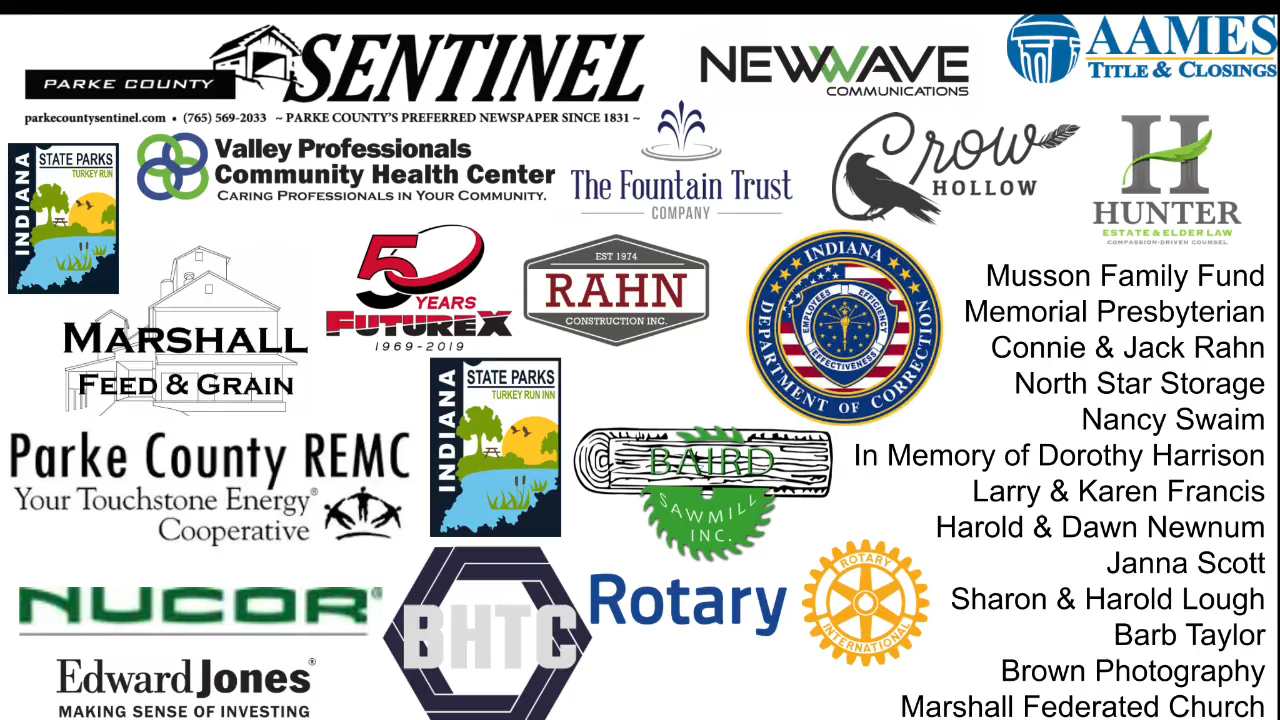 PARKE COUNTY SENTINEL
parkecountysentinel.com • (765) 569-2033 ~ PARKE COUNTY'S PREFERRED NEWSPAPER SINCE 1831 ~
NEWWAVE
COMMUNICATIONS
AAMES
TITLE & CLOSINGS
INDIANA
STATE PARKS
TURKEY RUN
Valley Professionals
Community Health Center
CARING PROFESSIONALS IN YOUR COMMUNITY.
The Fountain Trust
COMPANY
Crow
HOLLOW
H
HUNTER
ESTATE & ELDER LAW
COMPASSION-DRIVEN COUNSEL
MARSHALL
FEED & GRAIN
50
YEARS
FUTUREX
1969-2019
EST 1974
RAHN
CONSTRUCTION INC.
INDIANA
DEPARTMENT OF CORRECTION
EMPLOYEES
EFFICIENCY
EFFECTIVENESS
Parke County REMC
Your Touchstone Energy®
Cooperative
INDIANA
STATE PARKS
TURKEY RUN INN
BAIRD
SAWMILL
INC.
NUCOR®
BHTC
Rotary
ROTARY
INTERNATIONAL
Edward Jones®
MAKING SENSE OF INVESTING
Musson Family Fund
Memorial Presbyterian
Connie & Jack Rahn
North Star Storage
Nancy Swaim
In Memory of Dorothy Harrison
Larry & Karen Francis
Harold & Dawn Newnum
Janna Scott
Sharon & Harold Lough
Barb Taylor
Brown Photography
Marshall Federated Church